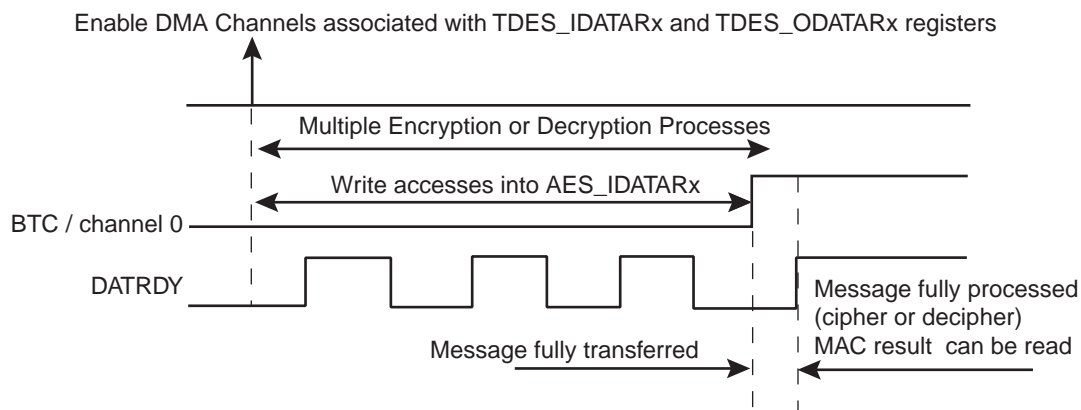 Enable DMA Channels associated with TDES_IDATARx and TDES_ODATARx registers
Multiple Encryption or Decryption Processes
Write accesses into AES_IDATARx
BTC / channel 0
DATRDY
Message fully processed
(cipher or decipher)
MAC result can be read
Message fully transferred